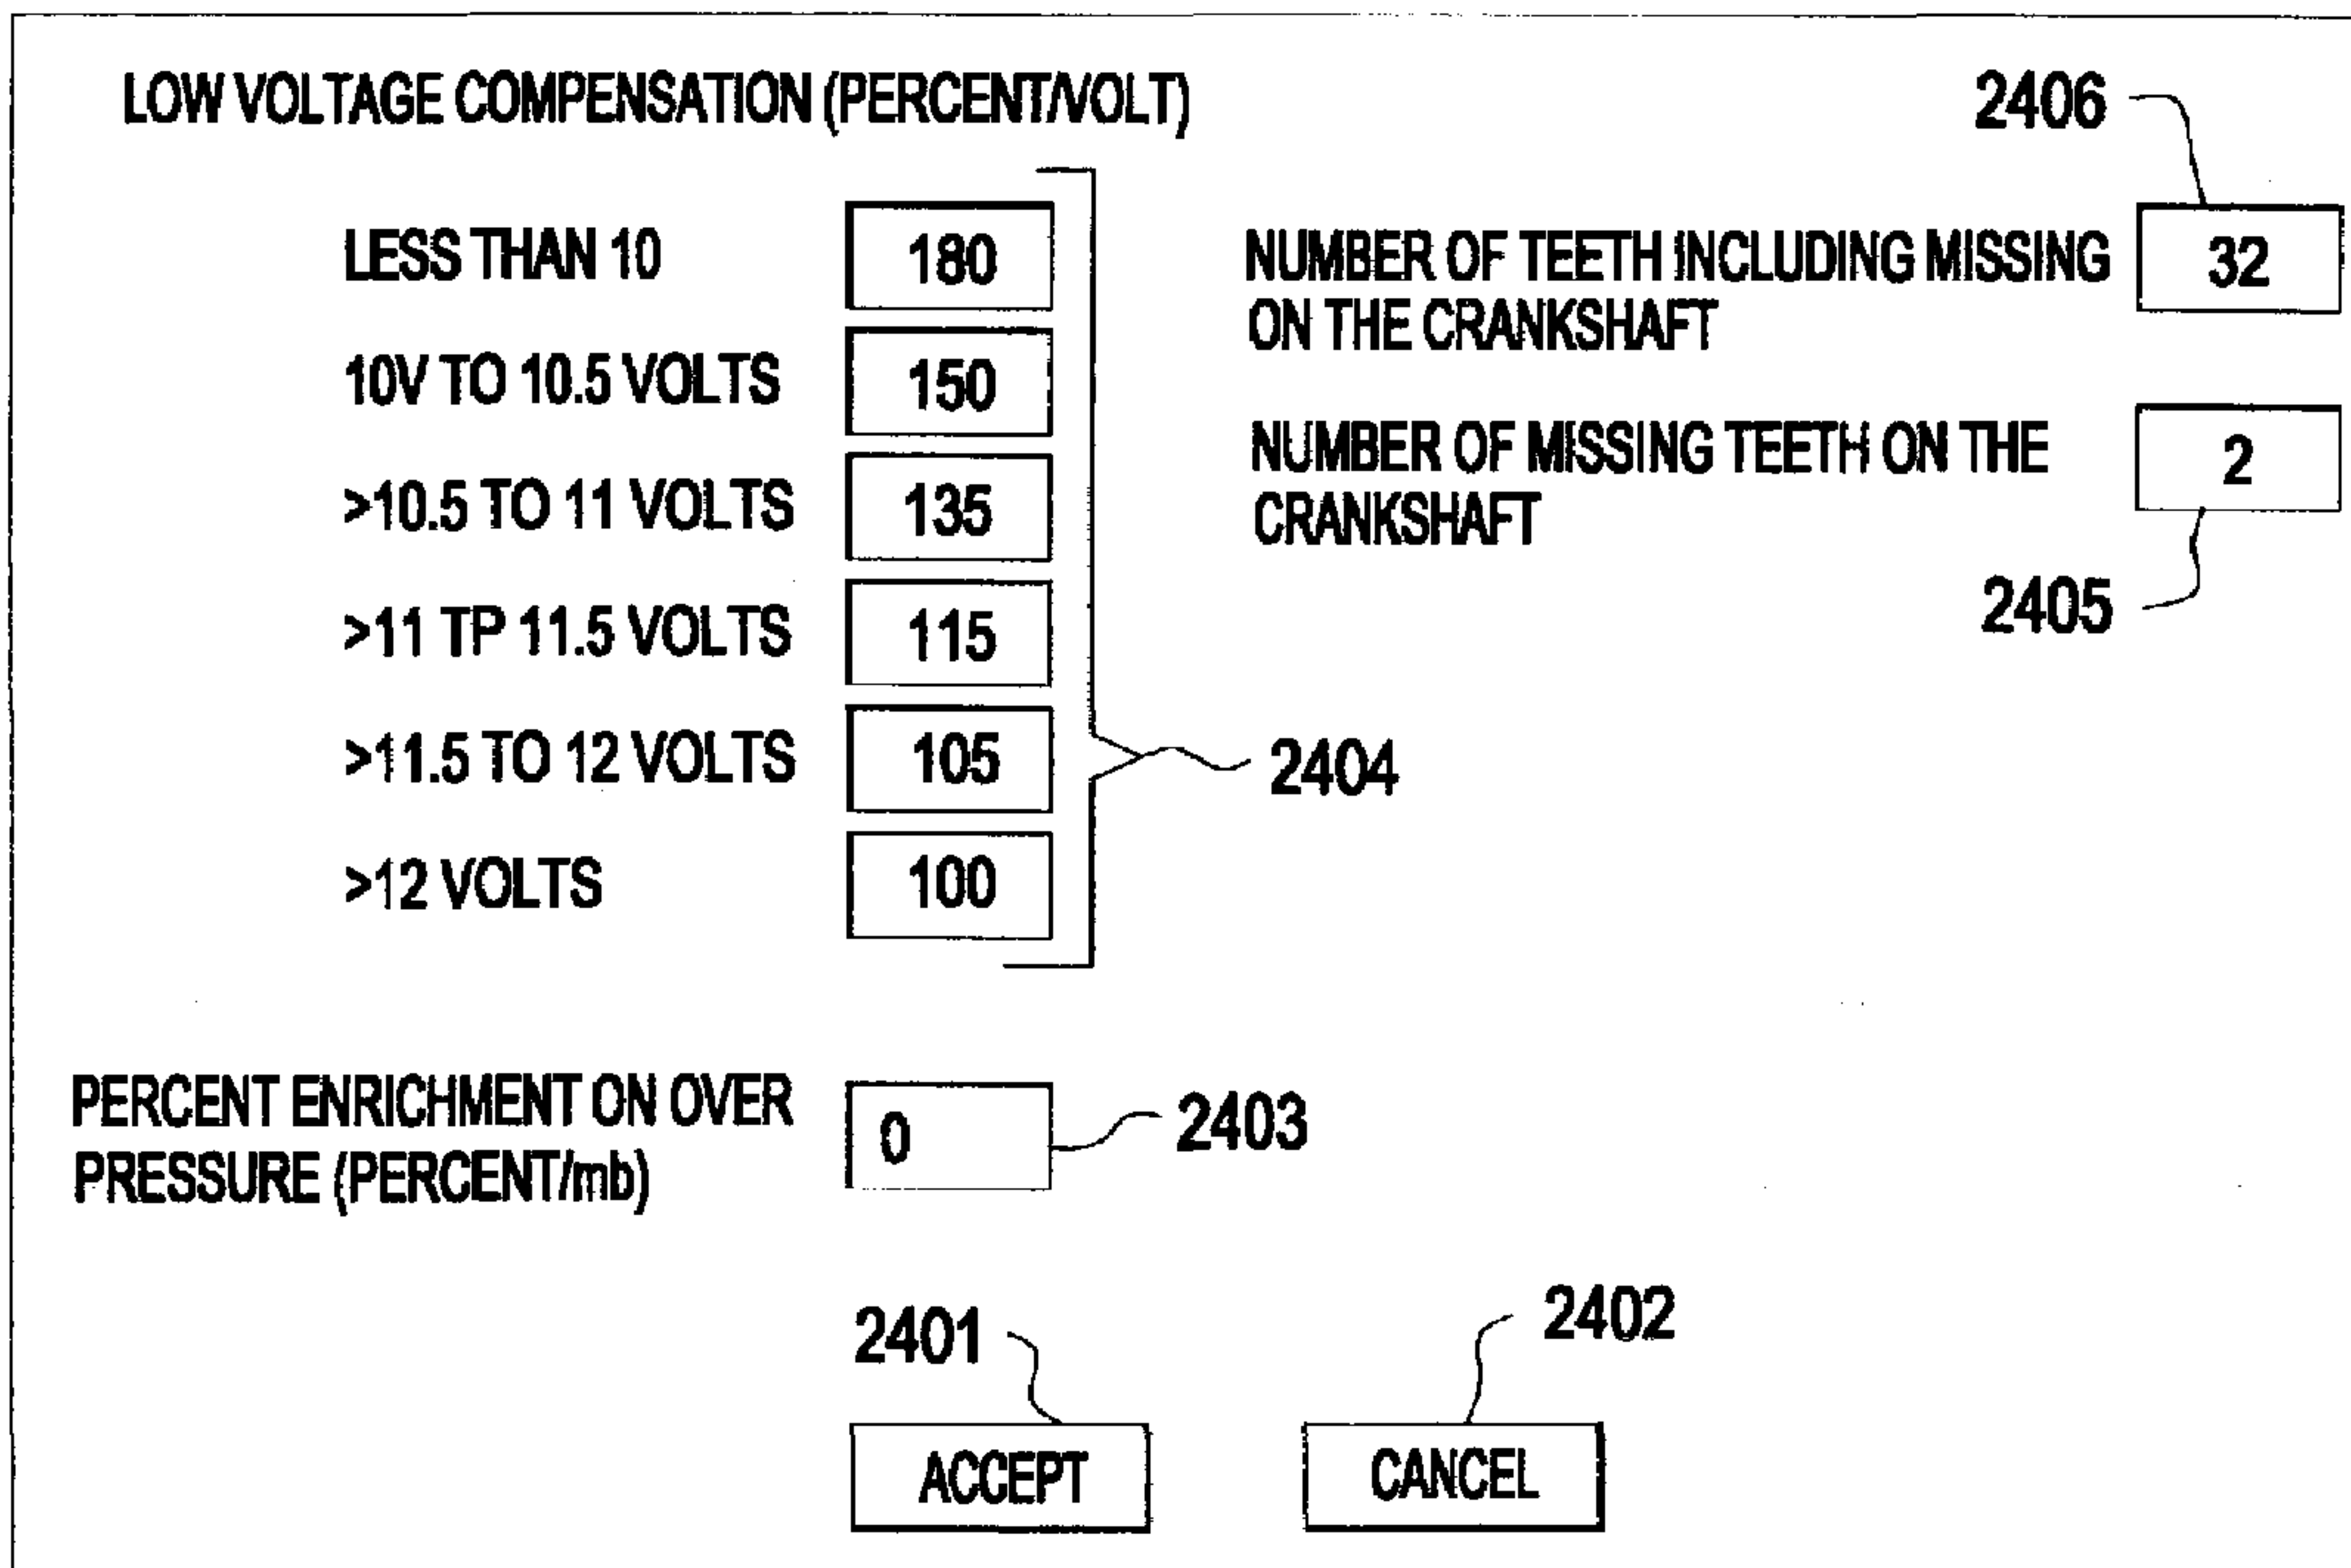 LOW VOLTAGE COMPENSATION (PERCENT/VOLT)
LESS THAN 10 180
10V TO 10.5 VOLTS 150
>10.5 TO 11 VOLTS 135
>11 TP 11.5 VOLTS 115
>11.5 TO 12 VOLTS 105
>12 VOLTS 100
2404
2406
NUMBER OF TEETH INCLUDING MISSING 32
ON THE CRANKSHAFT
NUMBER OF MISSING TEETH ON THE 2
CRANKSHAFT
2405
PERCENT ENRICHMENT ON OVER 0 2403
PRESSURE (PERCENT/mb)
2401 2402
ACCEPT CANCEL